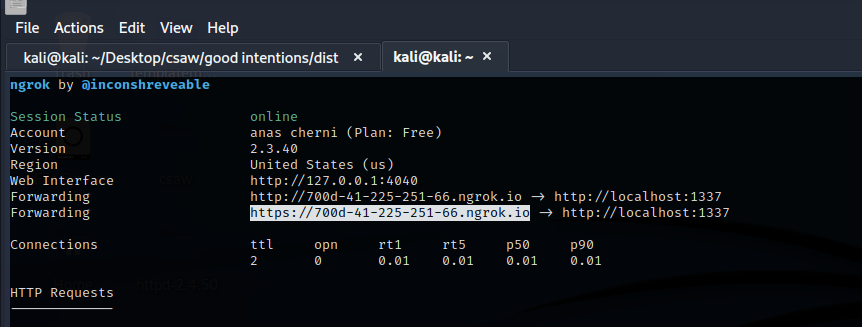 File Actions Edit View Help
kali@kali: ~/Desktop/csaw/good intentions/dist × kali@kali: ~ ×
ngrok by @inconshreveable
Session Status online
Account anas cherni (Plan: Free)
Version 2.3.40
Region United States (us)
Web Interface http://127.0.0.1:4040
Forwarding http://700d-41-225-251-66.ngrok.io → http://localhost:1337
Forwarding https://700d-41-225-251-66.ngrok.io → http://localhost:1337
Connections ttl opn rt1 rt5 p50 p90
2 0 0.01 0.01 0.01 0.01
HTTP Requests
-------------